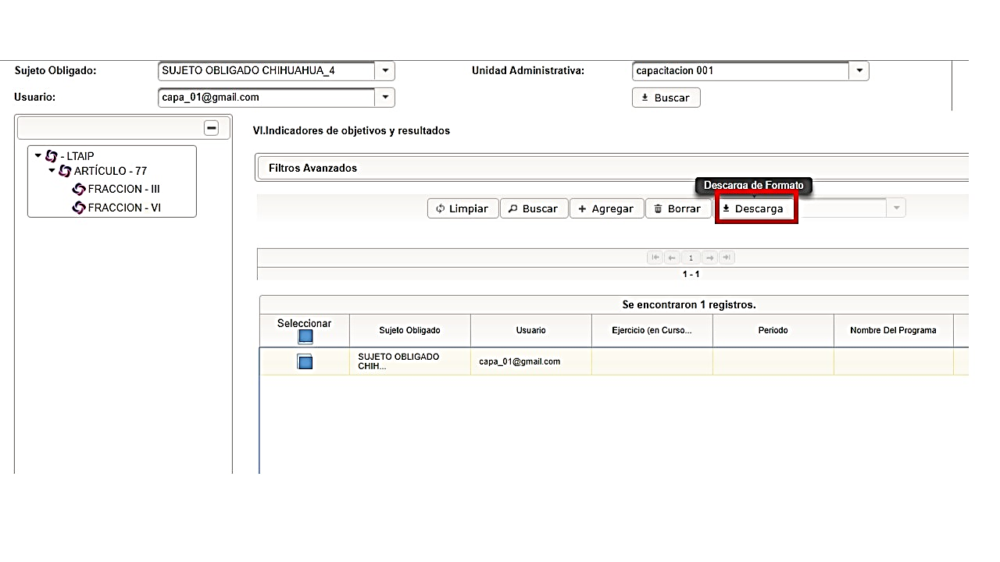 Sujeto Obligado: SUJETO OBLIGADO CHIHUAHUA_4 Unidad Administrativa: capacitacion 001
Usuario: capa_01@gmail.com Buscar
VI.Indicadores de objetivos y resultados
- LTAIP
ARTÍCULO - 77
FRACCION - III
FRACCION - VI
Filtros Avanzados
Descarga de Formato
Limpiar Buscar Agregar Borrar Descarga
1
1 - 1
Se encontraron 1 registros.
Seleccionar Sujeto Obligado Usuario Ejercicio (en Curso... Periodo Nombre Del Programa
SUJETO OBLIGADO CHIH... capa_01@gmail.com